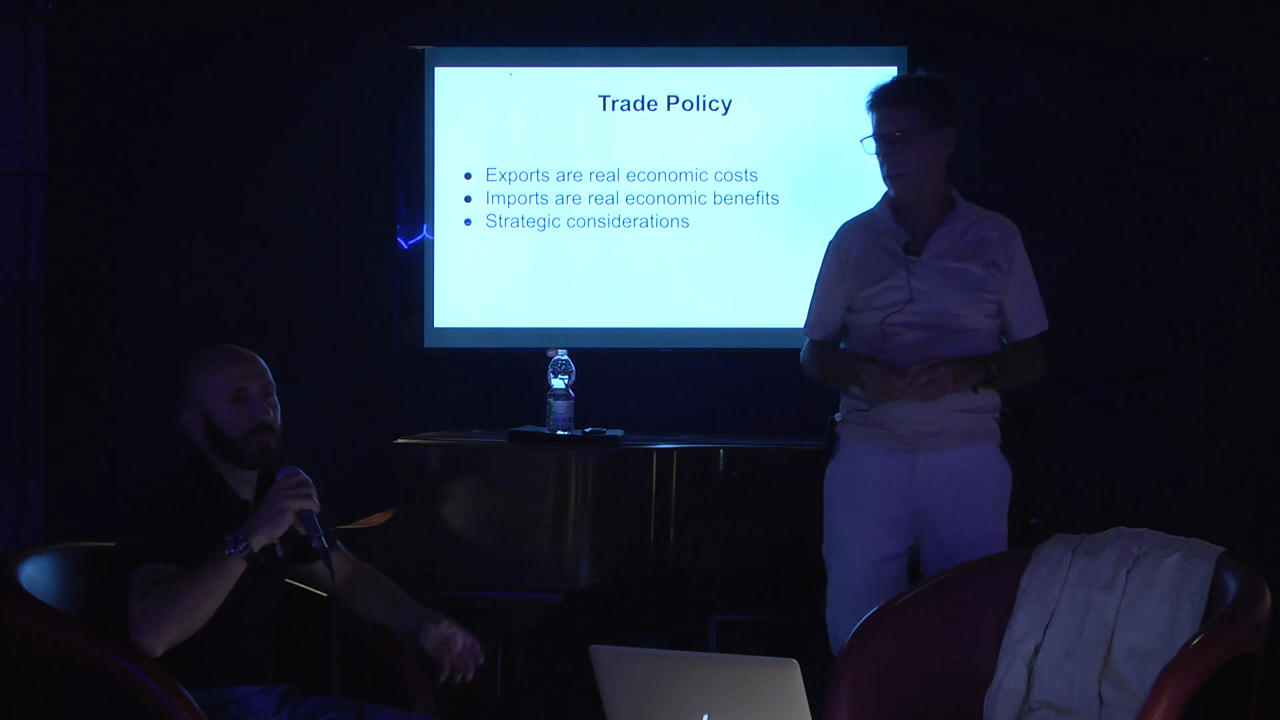 Trade Policy
● Exports are real economic costs
● Imports are real economic benefits
● Strategic considerations